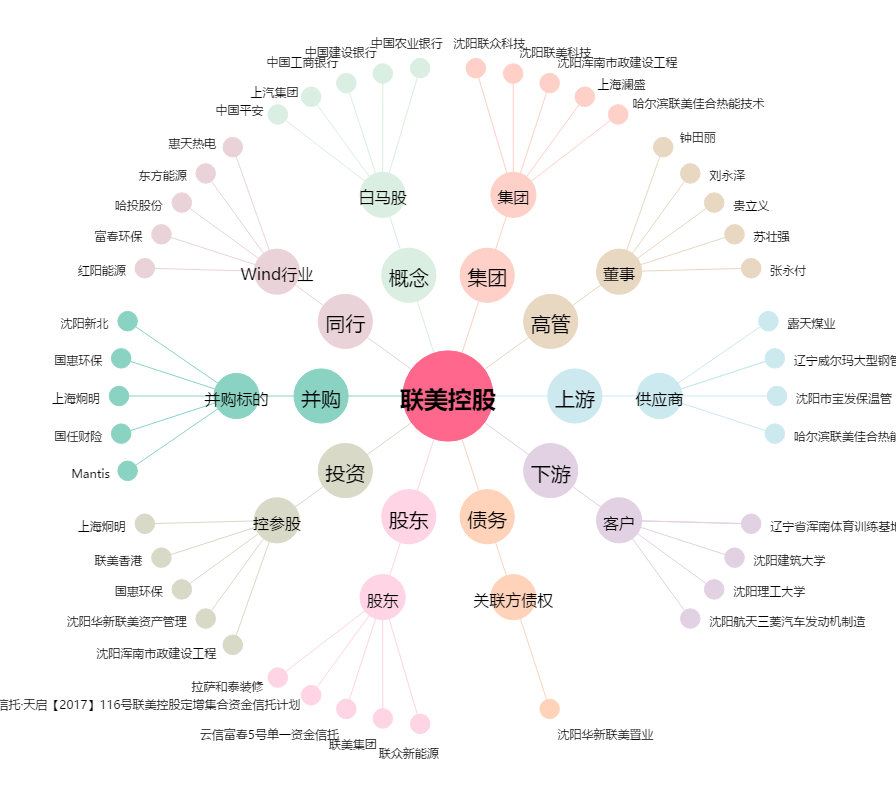 中国农业银行
中国建设银行
中国工商银行
上汽集团
中国平安
白马股
概念
沈阳联众科技
沈阳联美科技
沈阳浑南市政建设工程
上海澜盛
哈尔滨联美佳合热能技术
集团
集团
钟田丽
刘永泽
贵立义
苏壮强
张永付
董事
高管
惠天热电
东方能源
哈投股份
富春环保
红阳能源
Wind行业
同行
沈阳新北
国惠环保
上海炯明
国任财险
Mantis
并购标的
并购
联美控股
上游
供应商
露天煤业
辽宁威尔玛大型钢管
沈阳市宝发保温管
哈尔滨联美佳合热能
投资
控参股
上海炯明
联美香港
国惠环保
沈阳华新联美资产管理
沈阳浑南市政建设工程
股东
股东
拉萨和泰装修
信托·天启【2017】116号联美控股定增集合资金信托计划
云信富春5号单一资金信托
联美集团
联众新能源
债务
关联方债权
沈阳华新联美置业
下游
客户
辽宁省浑南体育训练基地
沈阳建筑大学
沈阳理工大学
沈阳航天三菱汽车发动机制造